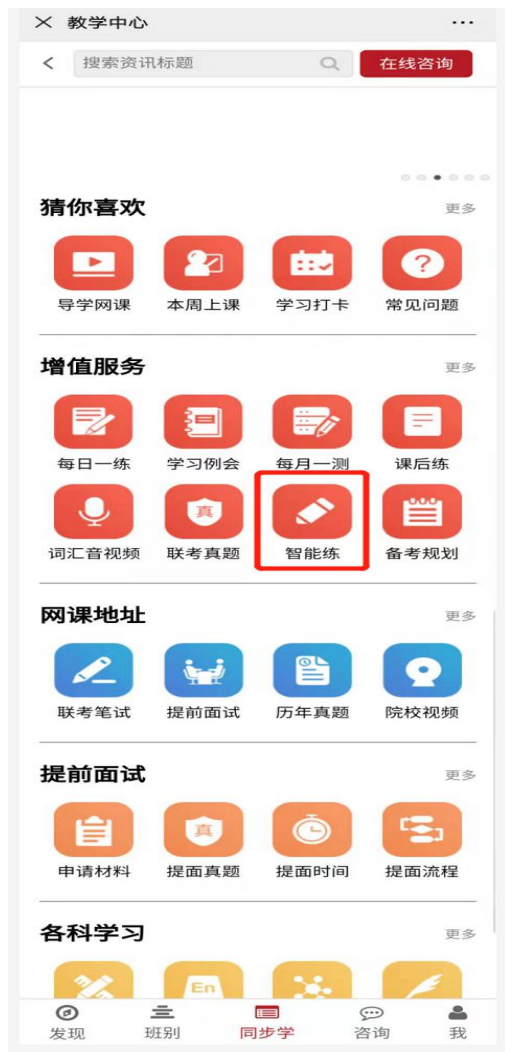 教学中心
搜索资讯标题 在线咨询
猜你喜欢 更多
导学网课 本周上课 学习打卡 常见问题
增值服务 更多
每日一练 学习例会 每月一测 课后练
真
词汇音视频 联考真题 智能练 备考规划
网课地址 更多
联考笔试 提前面试 历年真题 院校视频
提前面试 更多
真
申请材料 提面真题 提面时间 提面流程
各科学习 更多
En
发现 班别 同步学 咨询 我